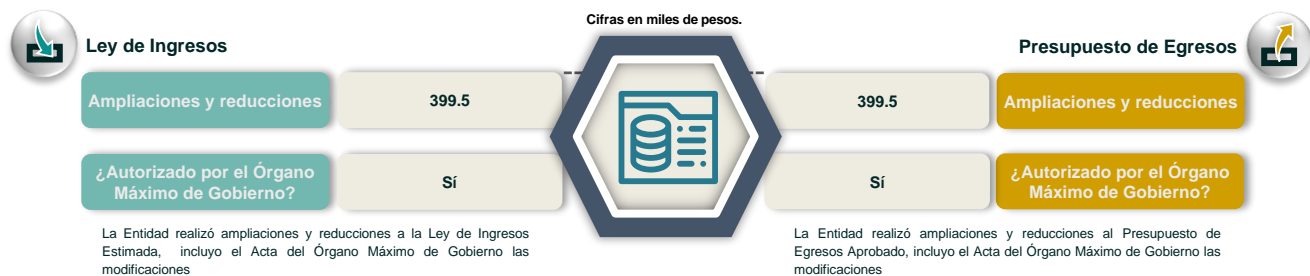 Cifras en miles de pesos.
Ley de Ingresos
Presupuesto de Egresos
Ampliaciones y reducciones
399.5
399.5
Ampliaciones y reducciones
¿Autorizado por el Órgano
Máximo de Gobierno?
Sí
Sí
¿Autorizado por el Órgano
Máximo de Gobierno?
La Entidad realizó ampliaciones y reducciones a la Ley de Ingresos
Estimada, incluyo el Acta del Órgano Máximo de Gobierno las
modificaciones
La Entidad realizó ampliaciones y reducciones al Presupuesto de
Egresos Aprobado, incluyo el Acta del Órgano Máximo de Gobierno las
modificaciones